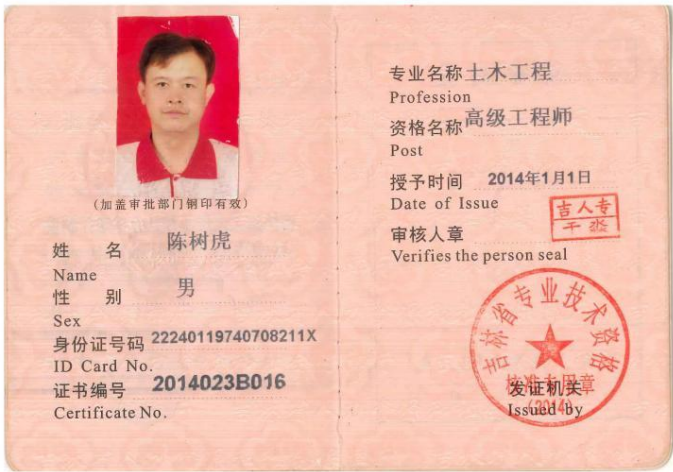 (加盖审批部门钢印有效)
姓 名 陈树虎
Name
性 别 男
Sex
身份证号码 22240119740708211X
ID Card No.
证书编号 2014023B016
Certificate No.
专业名称 土木工程
Profession
资格名称 高级工程师
Post
授予时间 2014年1月1日
Date of Issue
审核人章
Verifies the person seal
吉林省专业技术资格
核准专用章
(2014)
发证机关
Issued by